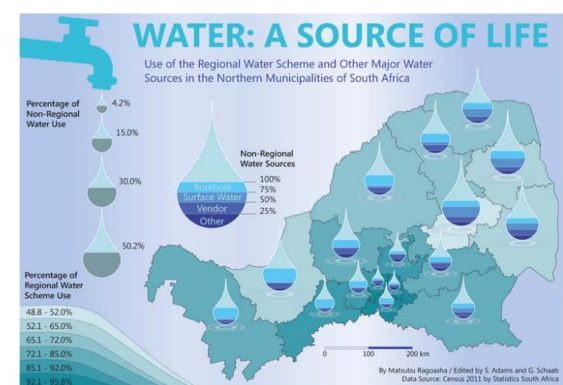 WATER: A SOURCE OF LIFE
Use of the Regional Water Scheme and Other Major Water
Sources in the Northern Municipalities of South Africa
Percentage of
Non-Regional
Water Use
4.2%
15.0%
30.0%
50.2%
Non-Regional
Water Sources
100%
75%
50%
25%
Borehole
Surface Water
Vendor
Other
Percentage of
Regional Water
Scheme Use
48.8 - 52.0%
52.1 - 65.0%
65.1 - 72.0%
72.1 - 85.0%
85.1 - 92.0%
92.1 - 95.8%
0 100 200 km
By Matsubu Ragoasha / Edited by S. Adams and G. Schaab
Data Source: Census 2011 by Statistics South Africa